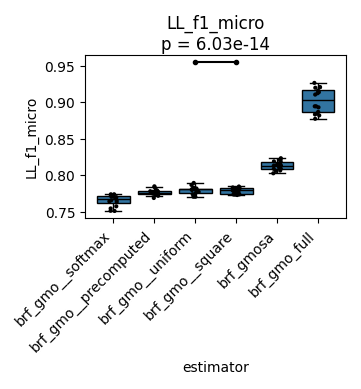 LL_f1_micro
p = 6.03e-14
LL_f1_micro
0.95
0.90
0.85
0.80
0.75
brf_gmo__softmax
brf_gmo__precomputed
brf_gmo__uniform
brf_gmo__square
brf_gmosa
brf_gmo_full
estimator